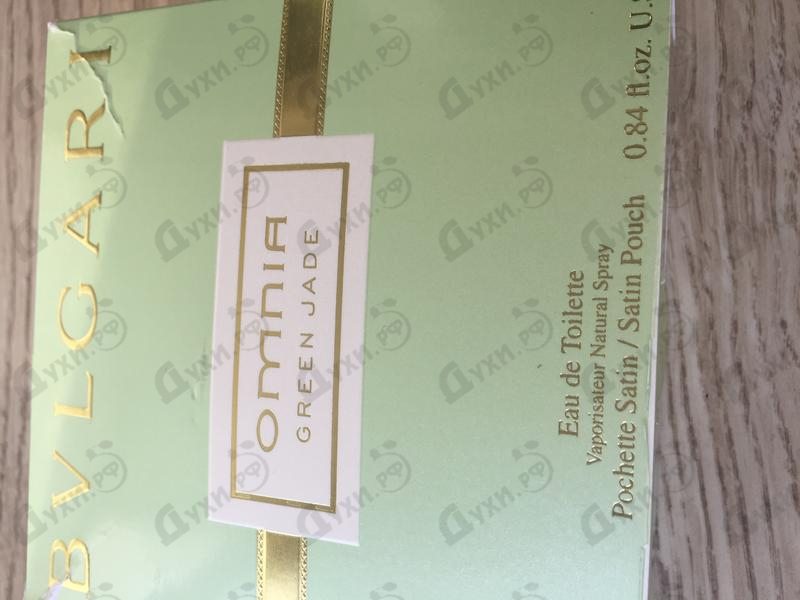 BVLGARI
OMNIA
GREEN JADE
Eau de Toilette
Vaporisateur Natural Spray
Pochette Satin / Satin Pouch 0.84 fl.oz. U.S
Духи.РФ